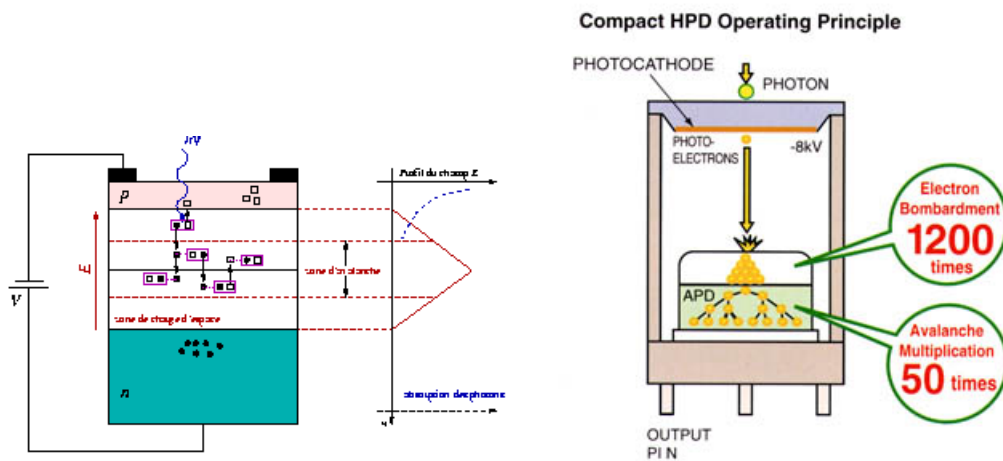 hν
Profil du champ E
p
E
V
zone d'avalanche
zone de charge d'espace
n
absorption des photons
x
Compact HPD Operating Principle
PHOTOCATHODE
PHOTON
PHOTO-
ELECTRONS
-8kV
Electron
Bombardment
1200
times
APD
Avalanche
Multiplication
50 times
OUTPUT
PI N